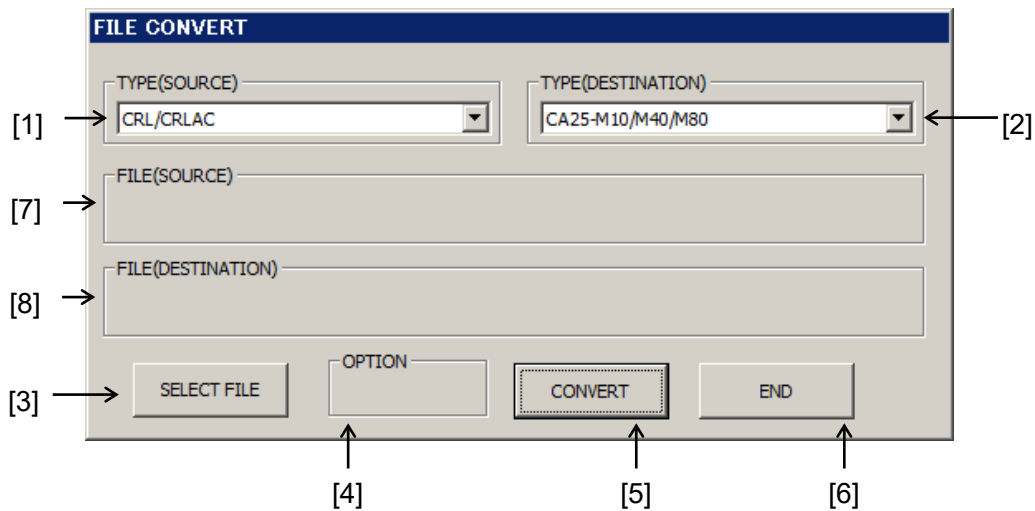 FILE CONVERT
TYPE(SOURCE)
TYPE(DESTINATION)
[1]
CRL/CRLAC
CA25-M10/M40/M80
[2]
FILE(SOURCE)
[7]
FILE(DESTINATION)
[8]
OPTION
[3]
SELECT FILE
CONVERT
END
[4]
[5]
[6]